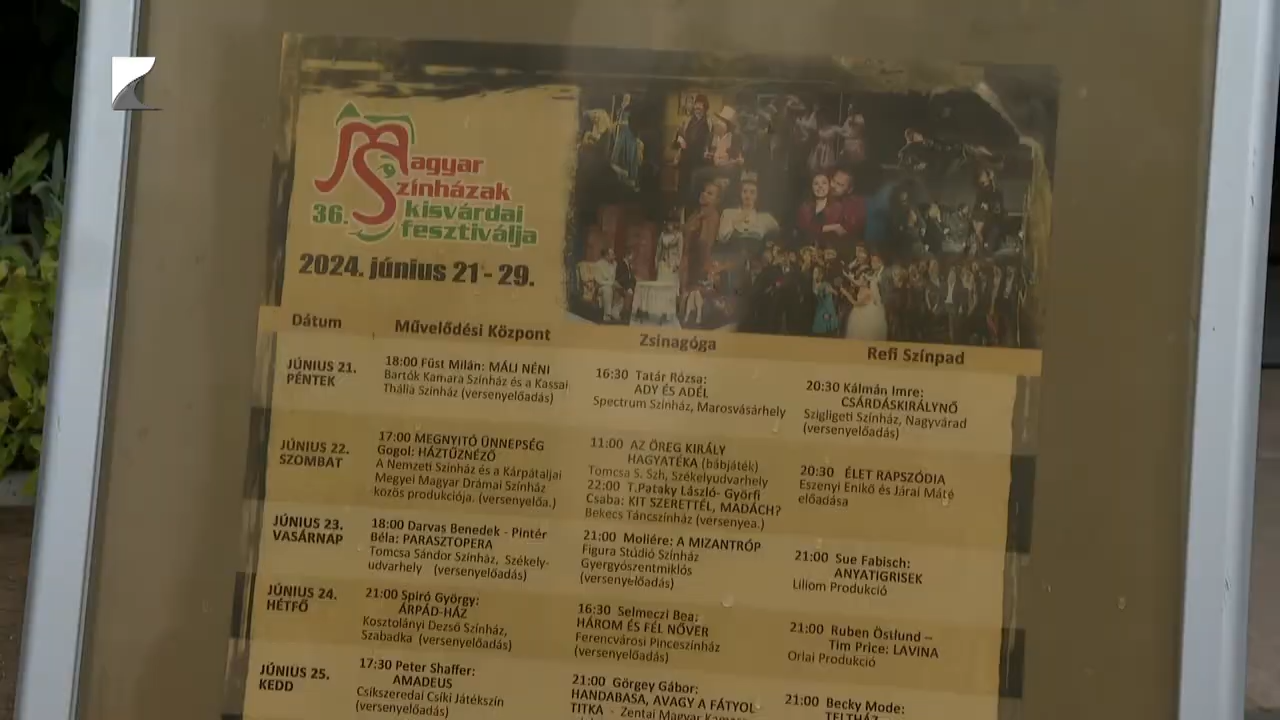 Magyar
Színházak
36. kisvárdai
fesztiválja
2024. június 21 - 29.
Dátum
Művelődési Központ
Zsinagóga
Refi Színpad
JÚNIUS 21.
PÉNTEK
18:00 Füst Milán: MÁLI NÉNI
Bartók Kamara Színház és a Kassai
Thália Színház (versenyelőadás)
16:30 Tatár Rózsa:
ADY ÉS ADÉL
Spectrum Színház, Marosvásárhely
20:30 Kálmán Imre:
CSÁRDÁSKIRÁLYNŐ
Szigligeti Színház, Nagyvárad
(versenyelőadás)
JÚNIUS 22.
SZOMBAT
17:00 MEGNYITÓ ÜNNEPSÉG
Gogol: HÁZTŰZNÉZŐ
A Nemzeti Színház és a Kárpátaljai
Megyei Magyar Drámai Színház
közös produkciója. (versenyelőa.)
11:00 AZ ÖREG KIRÁLY
HAGYATÉKA (bábjáték)
Tomcsa S. Szh, Székelyudvarhely
22:00 T.Pataky László- Györfi
Csaba: KIT SZERETTÉL, MADÁCH?
Bekecs Táncszínház (versenyea.)
20:30 ÉLET RAPSZÓDIA
Eszenyi Enikő és Járai Máté
előadása
JÚNIUS 23.
VASÁRNAP
18:00 Darvas Benedek - Pintér
Béla: PARASZTOPERA
Tomcsa Sándor Színház, Székely-
udvarhely (versenyelőadás)
21:00 Moliére: A MIZANTRÓP
Figura Stúdió Színház
Gyergyószentmiklós
(versenyelőadás)
21:00 Sue Fabisch:
ANYATIGRISEK
Liliom Produkció
JÚNIUS 24.
HÉTFŐ
21:00 Spiró György:
ÁRPÁD-HÁZ
Kosztolányi Dezső Színház,
Szabadka (versenyelőadás)
16:30 Selmeczi Bea:
HÁROM ÉS FÉL NŐVER
Ferencvárosi Pinceszínház
(versenyelőadás)
21:00 Ruben Östlund –
Tim Price: LAVINA
Orlai Produkció
JÚNIUS 25.
KEDD
17:30 Peter Shaffer:
AMADEUS
Csíkszeredai Csíki Játékszín
(versenyelőadás)
21:00 Görgey Gábor:
HANDABASA, AVAGY A FÁTYOL
TITKA - Zentai Magyar
21:00 Becky Mode:
TELTHÁZ